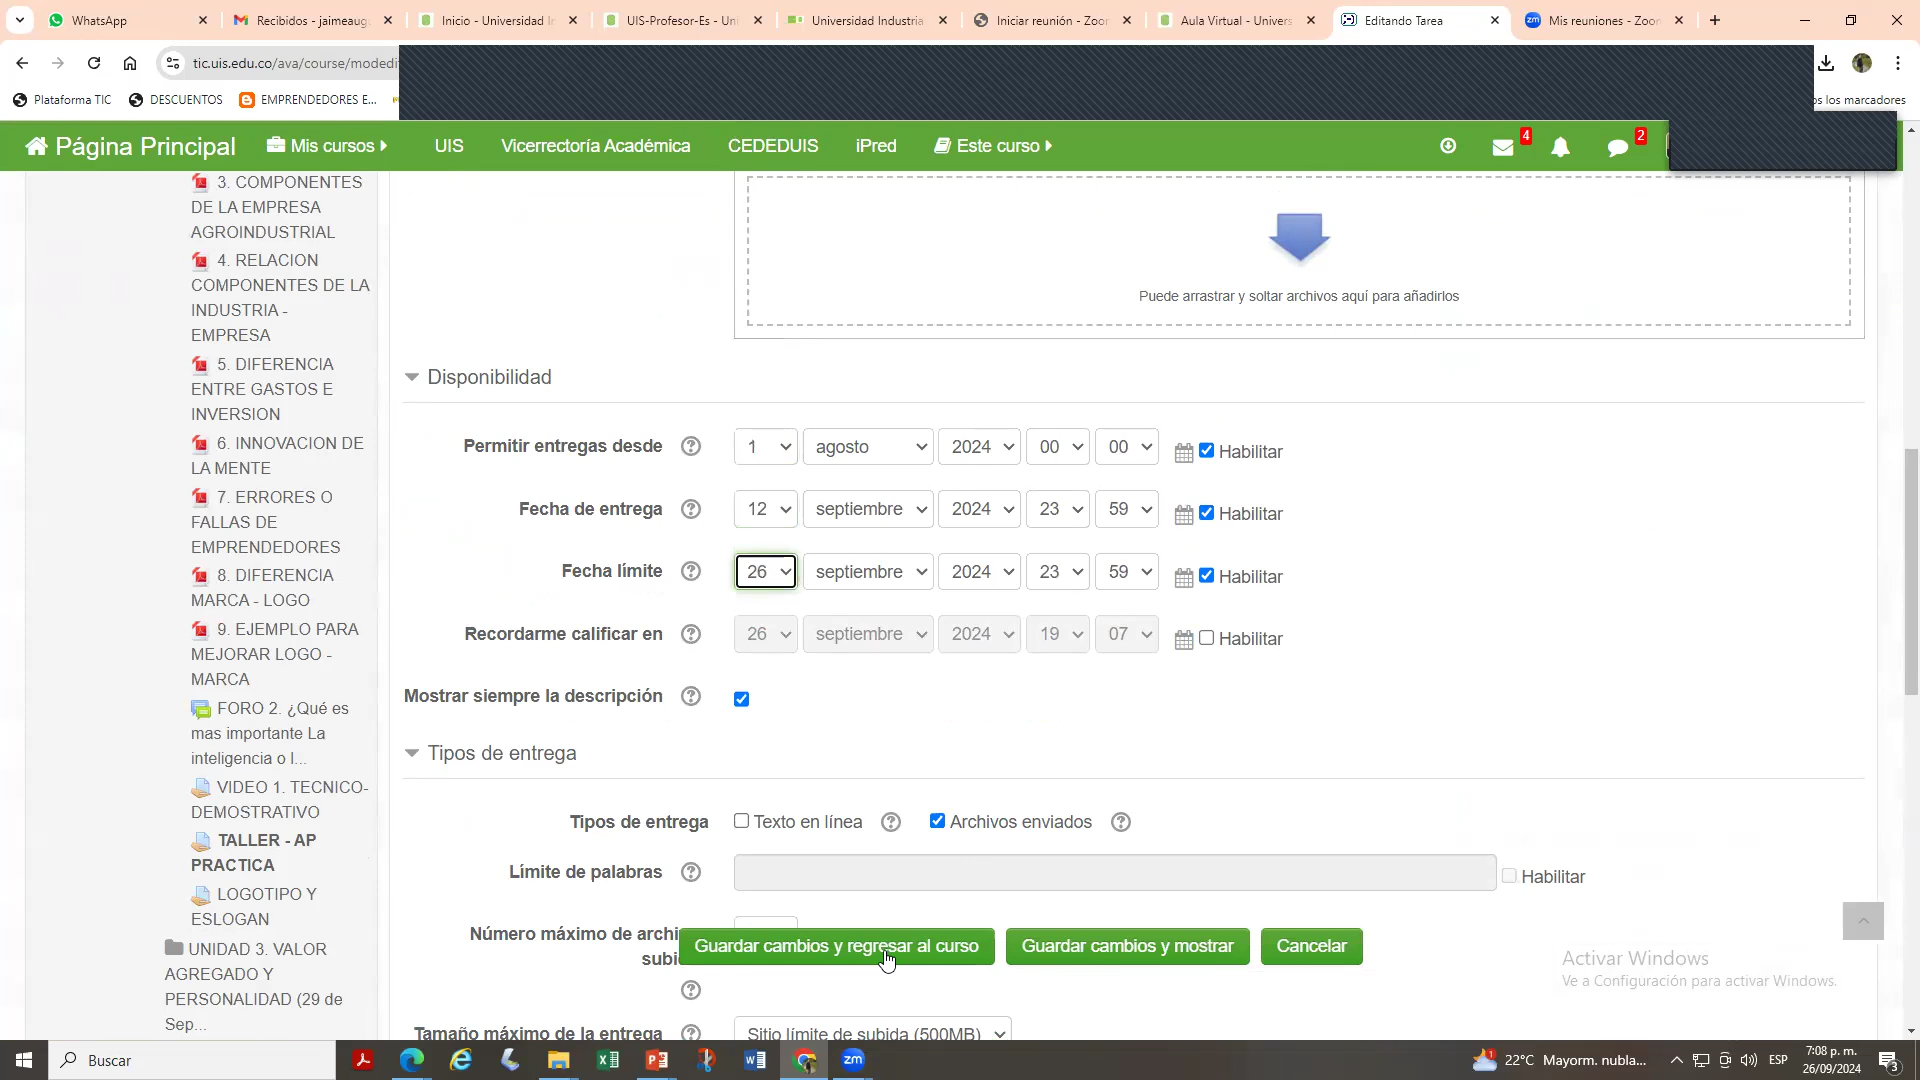 WhatsApp
Recibidos - jaimeaug
Inicio - Universidad In
UIS-Profesor-Es - Uni
Universidad Industria
Iniciar reunión - Zoom
Aula Virtual - Univers
Editando Tarea
Mis reuniones - Zoom
tic.uis.edu.co/ava/course/modedi
Plataforma TIC
DESCUENTOS
EMPRENDEDORES E...
os los marcadores
Página Principal
Mis cursos
UIS
Vicerrectoría Académica
CEDEDUIS
iPred
Este curso
4
2
3. COMPONENTES
DE LA EMPRESA
AGROINDUSTRIAL
4. RELACION
COMPONENTES DE LA
INDUSTRIA -
EMPRESA
5. DIFERENCIA
ENTRE GASTOS E
INVERSION
6. INNOVACION DE
LA MENTE
7. ERRORES O
FALLAS DE
EMPRENDEDORES
8. DIFERENCIA
MARCA - LOGO
9. EJEMPLO PARA
MEJORAR LOGO -
MARCA
FORO 2. ¿Qué es
mas importante La
inteligencia o l...
VIDEO 1. TECNICO-
DEMOSTRATIVO
TALLER - AP
PRACTICA
LOGOTIPO Y
ESLOGAN
UNIDAD 3. VALOR
AGREGADO Y
PERSONALIDAD (29 de
Sep...
Puede arrastrar y soltar archivos aquí para añadirlos
Disponibilidad
Permitir entregas desde 1 agosto 2024 00 00 Habilitar
Fecha de entrega 12 septiembre 2024 23 59 Habilitar
Fecha límite 26 septiembre 2024 23 59 Habilitar
Recordarme calificar en 26 septiembre 2024 19 07 Habilitar
Mostrar siempre la descripción
Tipos de entrega
Tipos de entrega Texto en línea Archivos enviados
Límite de palabras Habilitar
Número máximo de archi
subi
Guardar cambios y regresar al curso
Guardar cambios y mostrar
Cancelar
Tamaño máximo de la entrega Sitio límite de subida (500MB)
Activar Windows
Ve a Configuración para activar Windows.
Buscar
22°C Mayorm. nubla...
ESP
7:08 p. m.
26/09/2024
3